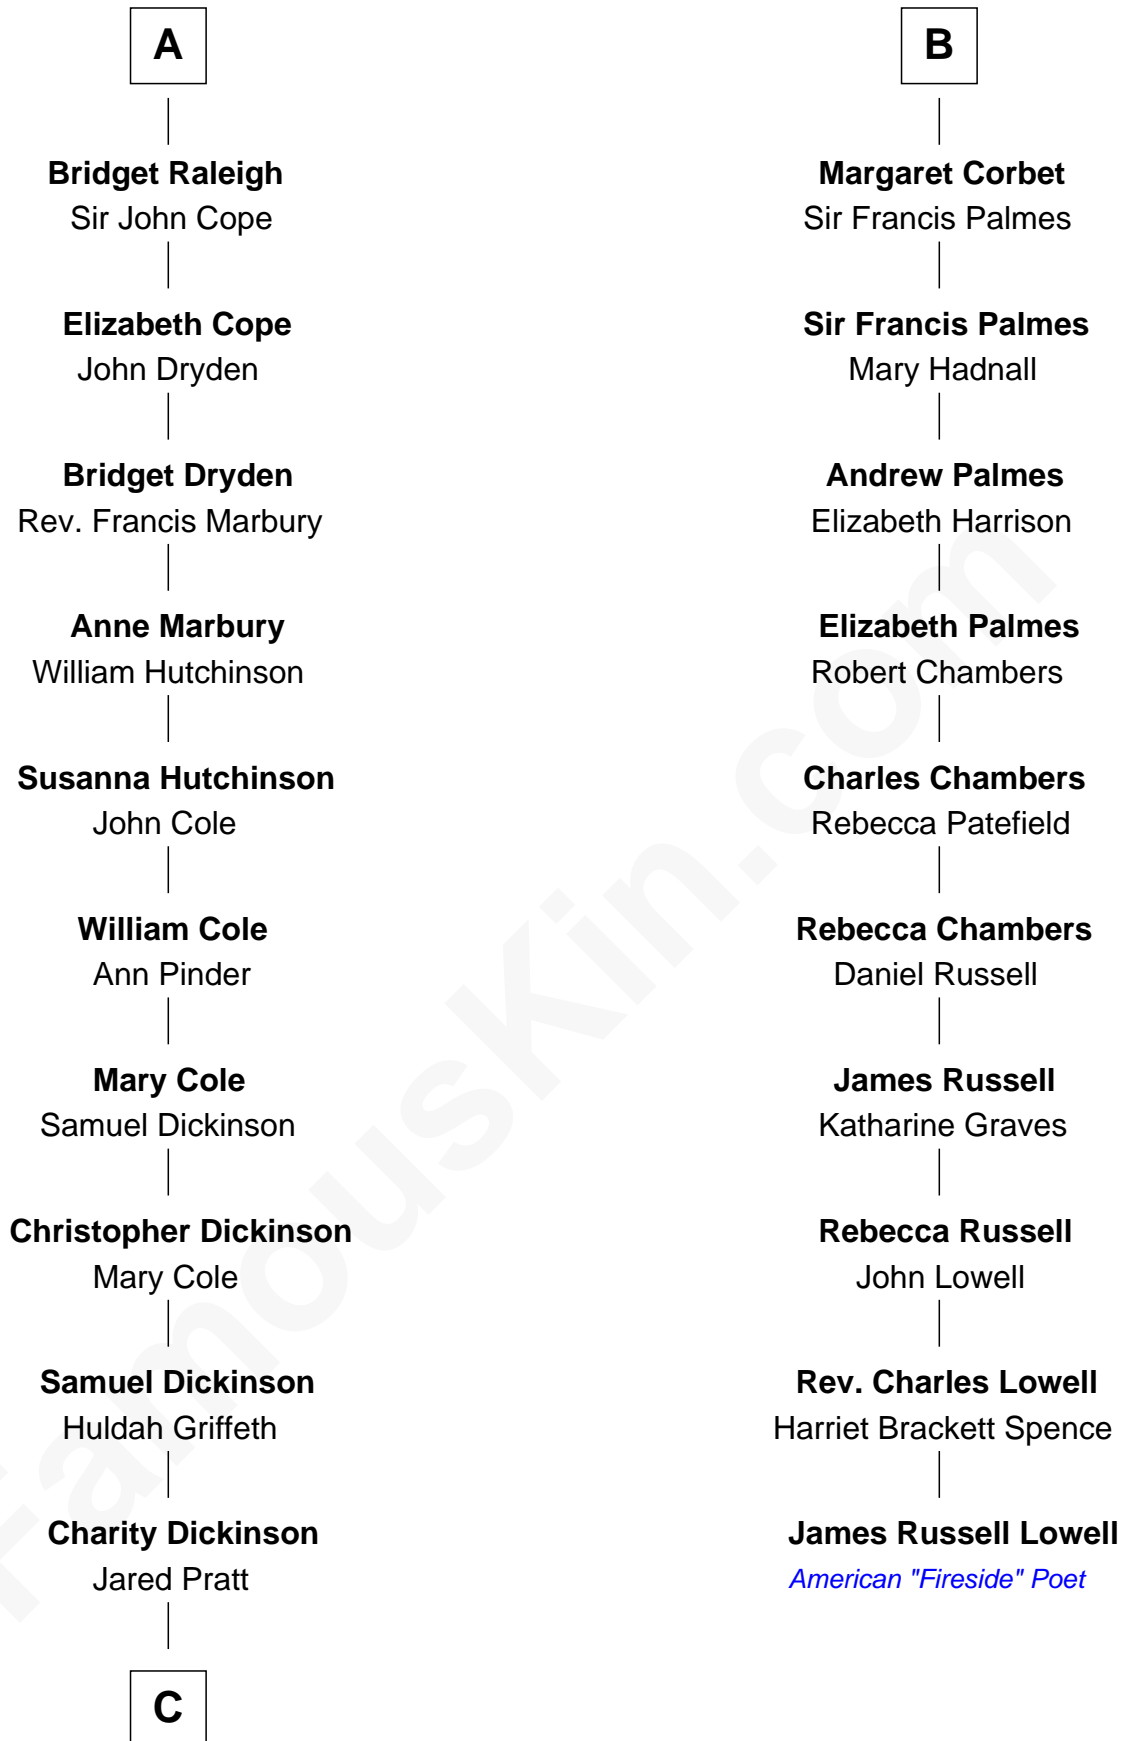 A
Bridget Raleigh
Sir John Cope
Elizabeth Cope
John Dryden
Bridget Dryden
Rev. Francis Marbury
Anne Marbury
William Hutchinson
Susanna Hutchinson
John Cole
William Cole
Ann Pinder
Mary Cole
Samuel Dickinson
Christopher Dickinson
Mary Cole
Samuel Dickinson
Huldah Griffeth
Charity Dickinson
Jared Pratt
C
B
Margaret Corbet
Sir Francis Palmes
Sir Francis Palmes
Mary Hadnall
Andrew Palmes
Elizabeth Harrison
Elizabeth Palmes
Robert Chambers
Charles Chambers
Rebecca Patefield
Rebecca Chambers
Daniel Russell
James Russell
Katharine Graves
Rebecca Russell
John Lowell
Rev. Charles Lowell
Harriet Brackett Spence
James Russell Lowell
American "Fireside" Poet
FamousKin.com